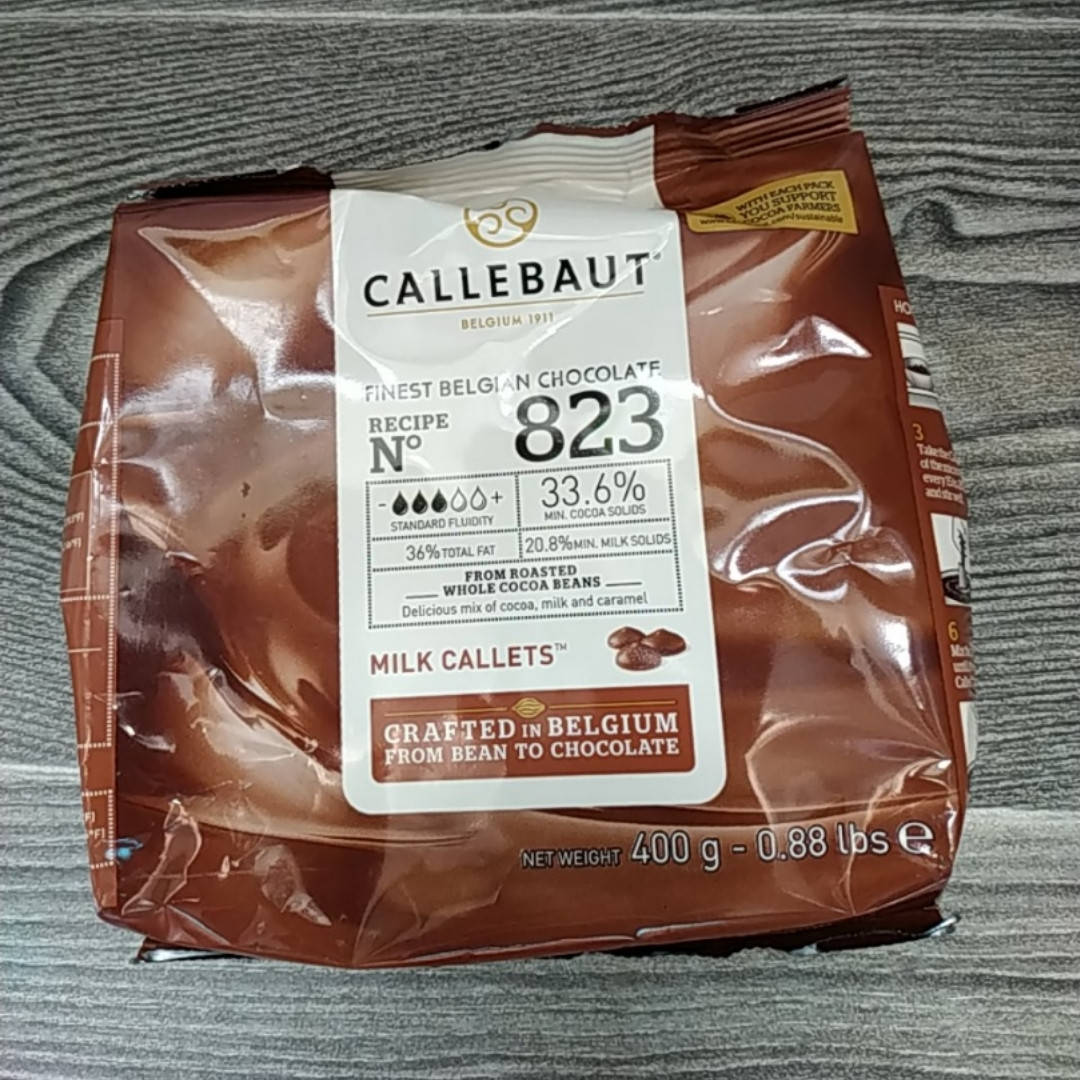 WITH EACH PACK
YOU SUPPORT
COCOA FARMERS
CALLEBAUT
BELGIUM 1911
FINEST BELGIAN CHOCOLATE
RECIPE
Nº
823
- +
STANDARD FLUIDITY
33.6%
MIN. COCOA SOLIDS
36% TOTAL FAT
20.8% MIN. MILK SOLIDS
FROM ROASTED
WHOLE COCOA BEANS
Delicious mix of cocoa, milk and caramel
MILK CALLETS™
CRAFTED IN BELGIUM
FROM BEAN TO CHOCOLATE
NET WEIGHT 400 g - 0.88 lbs ℮
3
6